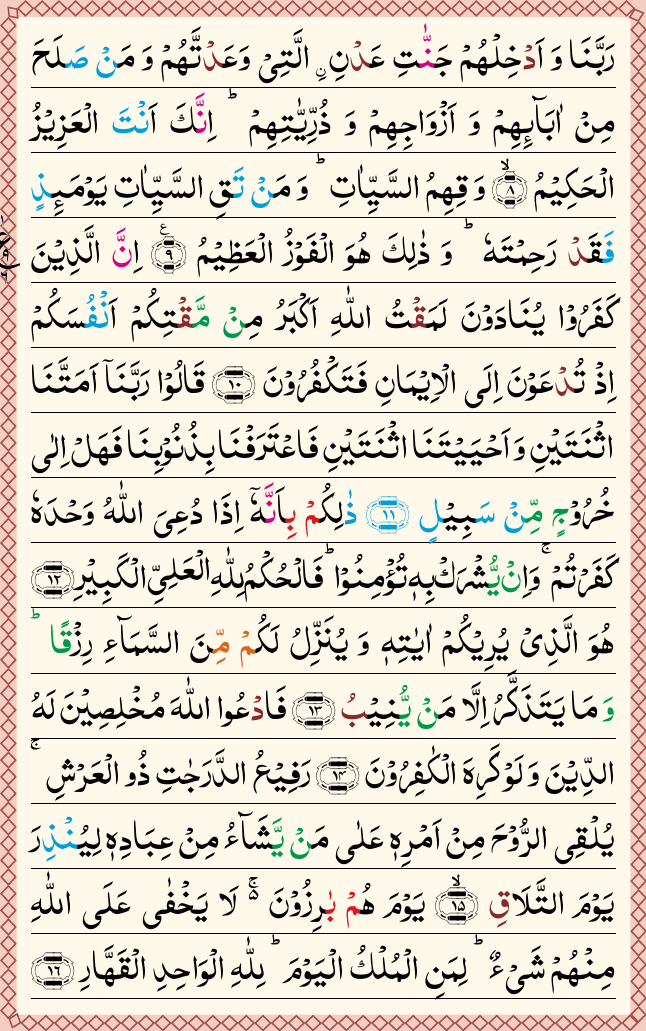 رَبَّنَا وَ اَدْخِلْهُمْ جَنّٰتِ عَدْنِ ۣالَّتِیْ وَعَدْتَّهُمْ وَ مَنْ صَلَحَ
مِنْ اٰبَآىِٕهِمْ وَ اَزْوَاجِهِمْ وَ ذُرِّیّٰتِهِمْ ؕ اِنَّكَ اَنْتَ الْعَزِیْزُ
الْحَكِیْمُ ۙ﴿۸﴾ وَ قِهِمُ السَّیِّاٰتِ ؕ وَ مَنْ تَقِ السَّیِّاٰتِ یَوْمَىِٕذٍ
فَقَدْ رَحِمْتَهٗ ؕ وَ ذٰلِكَ هُوَ الْفَوْزُ الْعَظِیْمُ ﴿۹﴾ اِنَّ الَّذِیْنَ
كَفَرُوْا یُنَادَوْنَ لَمَقْتُ اللّٰهِ اَكْبَرُ مِنْ مَّقْتِكُمْ اَنْفُسَكُمْ
اِذْ تُدْعَوْنَ اِلَی الْاِیْمَانِ فَتَكْفُرُوْنَ ﴿۱۰﴾ قَالُوْا رَبَّنَاۤ اَمَتَّنَا
اثْنَتَیْنِ وَ اَحْیَیْتَنَا اثْنَتَیْنِ فَاعْتَرَفْنَا بِذُنُوْبِنَا فَهَلْ اِلٰی
خُرُوْجٍ مِّنْ سَبِیْلٍ ﴿۱۱﴾ ذٰلِكُمْ بِاَنَّهٗۤ اِذَا دُعِیَ اللّٰهُ وَحْدَهٗ
كَفَرْتُمْ ۚ وَ اِنْ یُّشْرَكْ بِهٖ تُؤْمِنُوْا ؕ فَالْحُكْمُ لِلّٰهِ الْعَلِیِّ الْكَبِیْرِ ﴿۱۲﴾
هُوَ الَّذِیْ یُرِیْكُمْ اٰیٰتِهٖ وَ یُنَزِّلُ لَكُمْ مِّنَ السَّمَآءِ رِزْقًا ؕ
وَ مَا یَتَذَكَّرُ اِلَّا مَنْ یُّنِیْبُ ﴿۱۳﴾ فَادْعُوا اللّٰهَ مُخْلِصِیْنَ لَهُ
الدِّیْنَ وَ لَوْ كَرِهَ الْكٰفِرُوْنَ ﴿۱۴﴾ رَفِیْعُ الدَّرَجٰتِ ذُو الْعَرْشِ ۚ
یُلْقِی الرُّوْحَ مِنْ اَمْرِهٖ عَلٰی مَنْ یَّشَآءُ مِنْ عِبَادِهٖ لِیُنْذِرَ
یَوْمَ التَّلَاقِ ۙ﴿۱۵﴾ یَوْمَ هُمْ بٰرِزُوْنَ ۬ۚ لَا یَخْفٰی عَلَی اللّٰهِ
مِنْهُمْ شَیْءٌ ؕ لِمَنِ الْمُلْكُ الْیَوْمَ ؕ لِلّٰهِ الْوَاحِدِ الْقَهَّارِ ﴿۱۶﴾